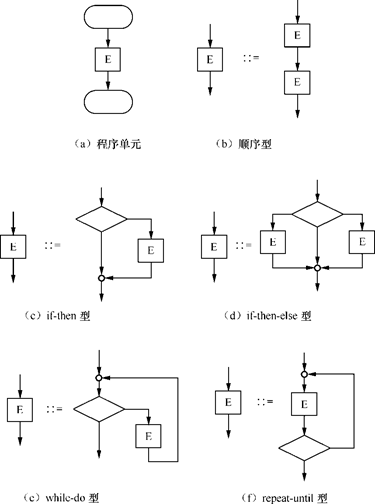 E
(a)程序单元
E
::=
E
E
(b)顺序型
E
::=
E
(c)if-then 型
E
::=
E
E
(d)if-then-else 型
E
::=
E
(e)while-do 型
E
::=
E
(f)repeat-until 型